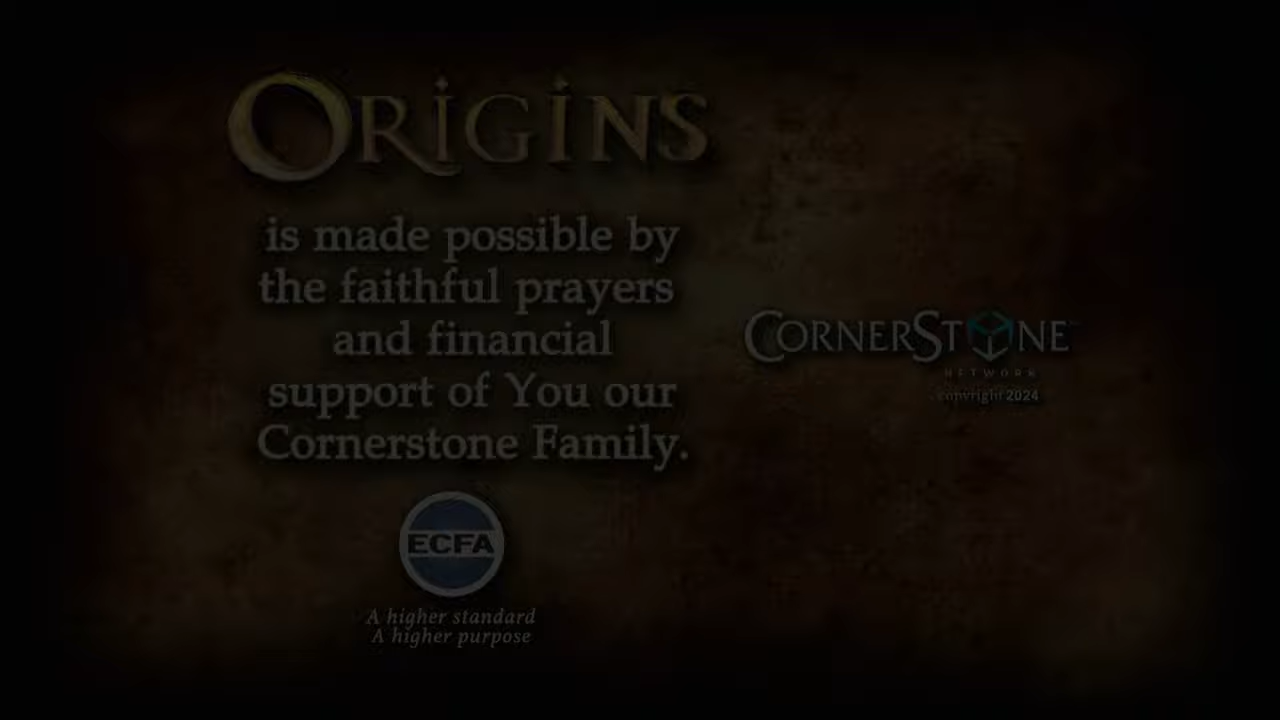 ORIGINS
is made possible by
the faithful prayers
and financial
support of You our
Cornerstone Family.
ECFA
A higher standard
A higher purpose
CORNERSTONE
NETWORK
copyright 2024